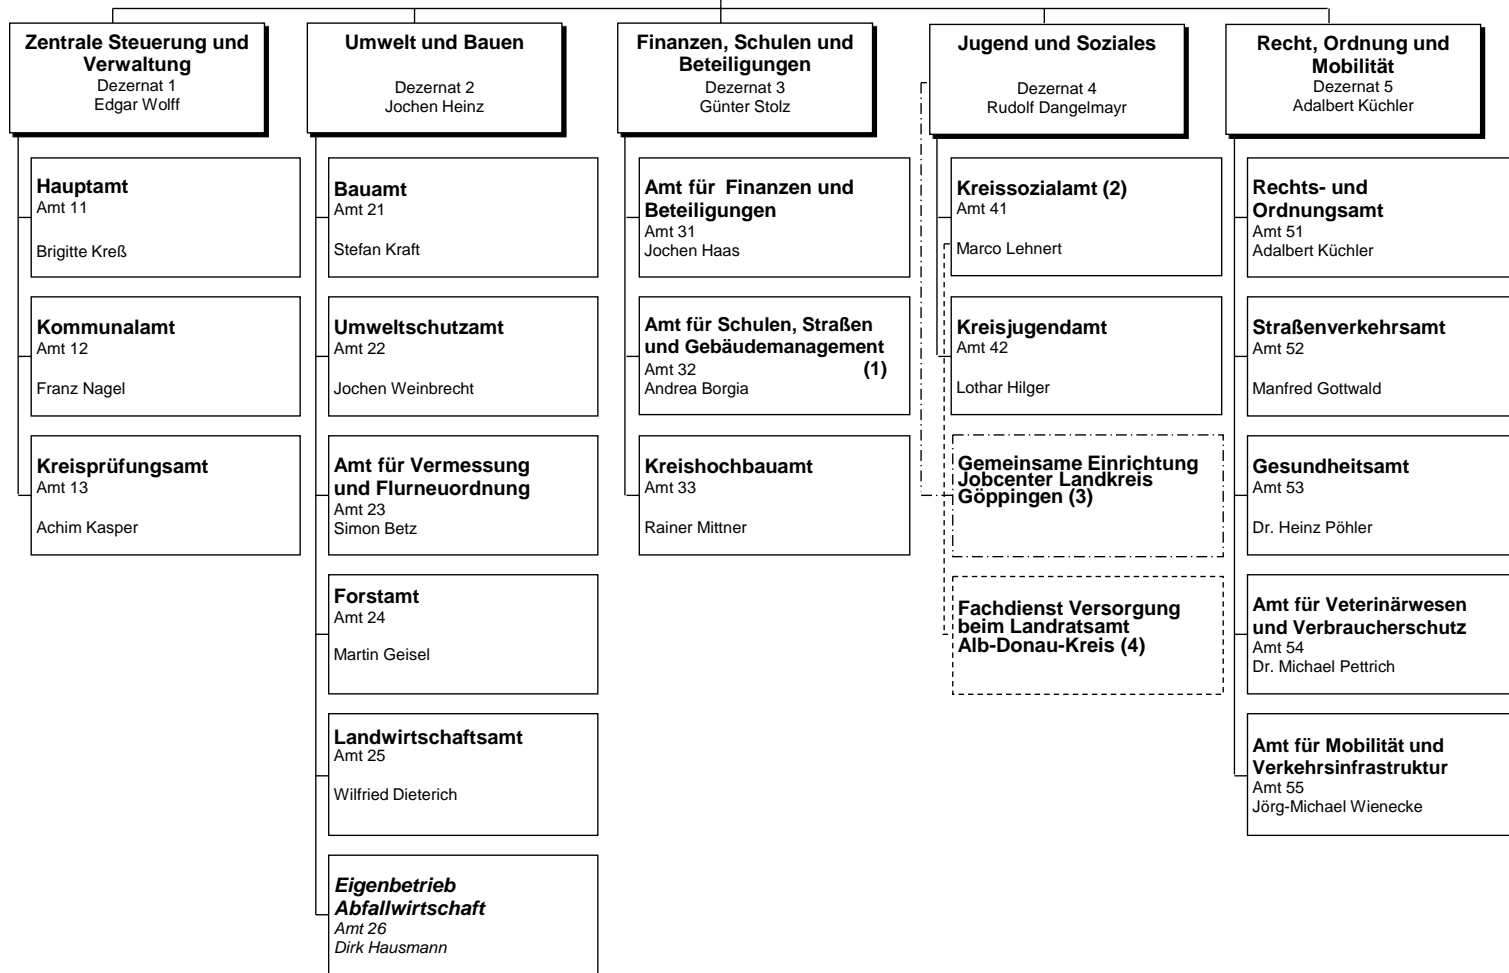 Zentrale Steuerung und
Verwaltung
Dezernat 1
Edgar Wolff
Umwelt und Bauen
Dezernat 2
Jochen Heinz
Finanzen, Schulen und
Beteiligungen
Dezernat 3
Günter Stolz
Jugend und Soziales
Dezernat 4
Rudolf Dangelmayr
Recht, Ordnung und
Mobilität
Dezernat 5
Adalbert Küchler
Hauptamt
Amt 11
Brigitte Kreß
Kommunalamt
Amt 12
Franz Nagel
Kreisprüfungsamt
Amt 13
Achim Kasper
Bauamt
Amt 21
Stefan Kraft
Umweltschutzamt
Amt 22
Jochen Weinbrecht
Amt für Vermessung
und Flurneuordnung
Amt 23
Simon Betz
Forstamt
Amt 24
Martin Geisel
Landwirtschaftsamt
Amt 25
Wilfried Dieterich
Eigenbetrieb
Abfallwirtschaft
Amt 26
Dirk Hausmann
Amt für Finanzen und
Beteiligungen
Amt 31
Jochen Haas
Amt für Schulen, Straßen
und Gebäudemanagement
Amt 32 (1)
Andrea Borgia
Kreishochbauamt
Amt 33
Rainer Mittner
Kreissozialamt (2)
Amt 41
Marco Lehnert
Kreisjugendamt
Amt 42
Lothar Hilger
Gemeinsame Einrichtung
Jobcenter Landkreis
Göppingen (3)
Fachdienst Versorgung
beim Landratsamt
Alb-Donau-Kreis (4)
Rechts- und
Ordnungsamt
Amt 51
Adalbert Küchler
Straßenverkehrsamt
Amt 52
Manfred Gottwald
Gesundheitsamt
Amt 53
Dr. Heinz Pöhler
Amt für Veterinärwesen
und Verbraucherschutz
Amt 54
Dr. Michael Pettrich
Amt für Mobilität und
Verkehrsinfrastruktur
Amt 55
Jörg-Michael Wienecke